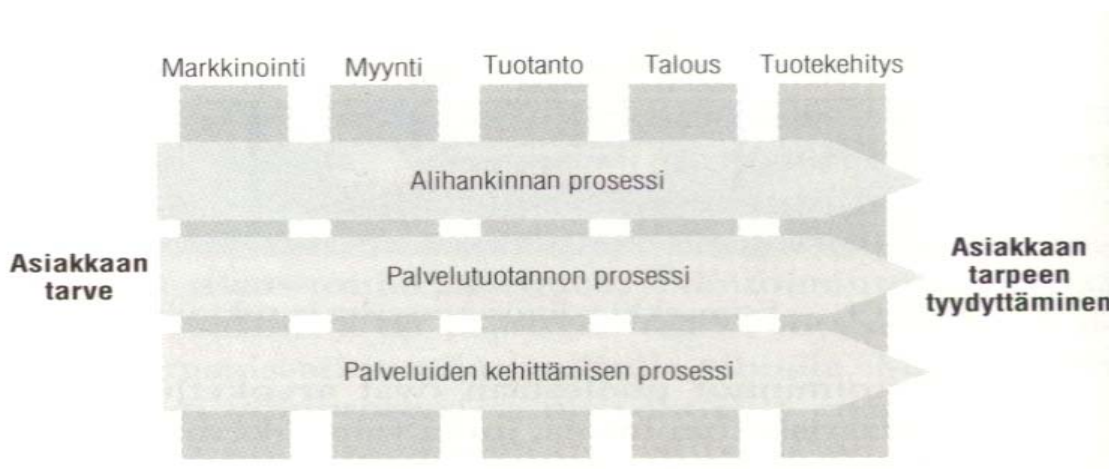 Markkinointi Myynti Tuotanto Talous Tuotekehitys
Alihankinnan prosessi
Asiakkaan
tarve
Palvelutuotannon prosessi
Asiakkaan
tarpeen
tyydyttäminen
Palveluiden kehittämisen prosessi